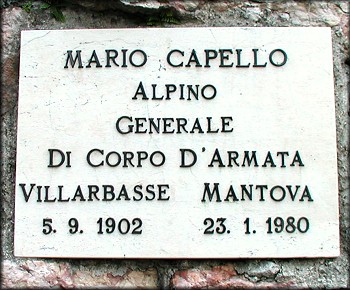 MARIO CAPELLO
ALPINO
GENERALE
DI CORPO D'ARMATA
VILLARBASSE MANTOVA
5. 9. 1902 23. 1. 1980